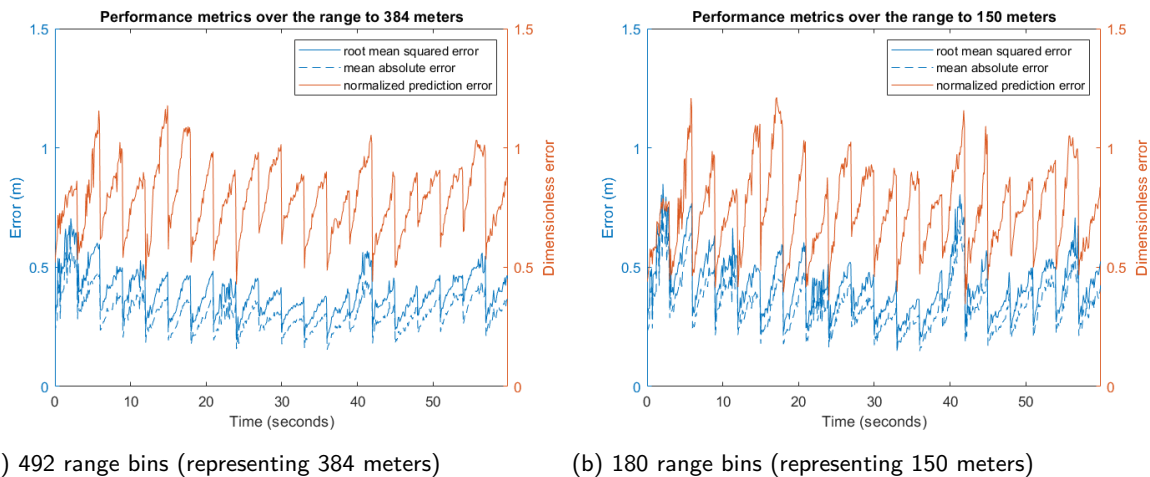 Performance metrics over the range to 384 meters
1.5
1
0.5
0
Error (m)
root mean squared error
mean absolute error
normalized prediction error
1.5
1
0.5
0
Dimensionless error
0 10 20 30 40 50
Time (seconds)
) 492 range bins (representing 384 meters)
Performance metrics over the range to 150 meters
1.5
1
0.5
0
Error (m)
root mean squared error
mean absolute error
normalized prediction error
1.5
1
0.5
0
Dimensionless error
0 10 20 30 40 50
Time (seconds)
(b) 180 range bins (representing 150 meters)